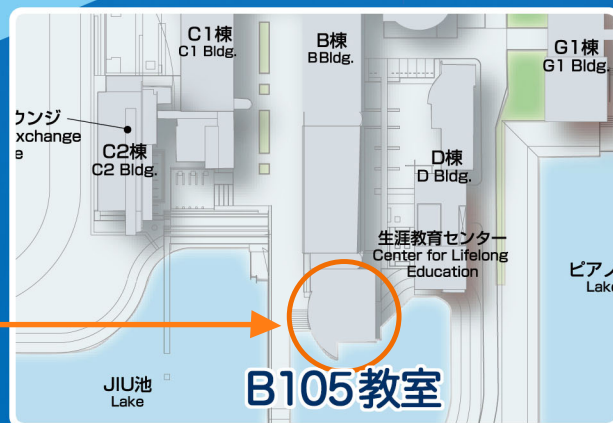 C1棟
C1 Bldg.
B棟
B Bldg.
G1棟
G1 Bldg.
ウンジ
xchange
e
C2棟
C2 Bldg.
D棟
D Bldg.
生涯教育センター
Center for Lifelong
Education
ピアノ
Lake
JIU池
Lake
B105教室